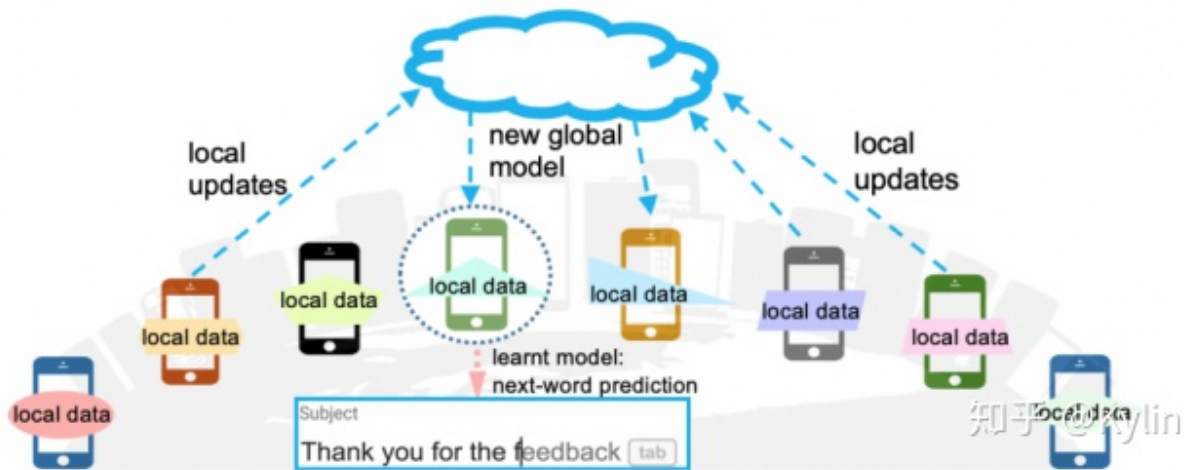 local
updates
new global
model
local
updates
local data
local data
local data
local data
local data
local data
local data
local data
learnt model:
next-word prediction
Subject
Thank you for the feedback tab
知乎 @Kylin